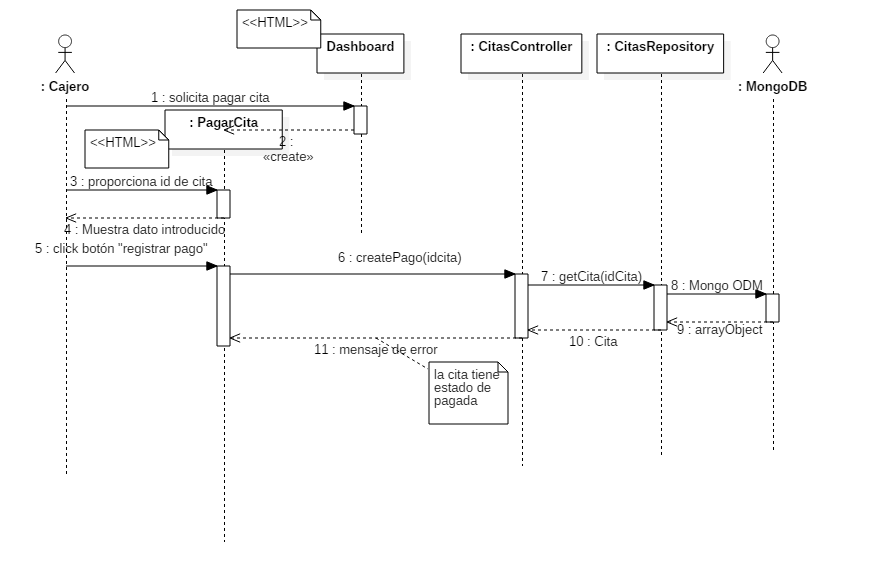 <<HTML>>
Dashboard
: CitasController
: CitasRepository
: Cajero
: MongoDB
1 : solicita pagar cita
: PagarCita
<<HTML>>
2 :
«create»
3 : proporciona id de cita
4 : Muestra dato introducido
5 : click botón "registrar pago"
6 : createPago(idcita)
7 : getCita(idCita)
8 : Mongo ODM
9 : arrayObject
10 : Cita
11 : mensaje de error
la cita tiene
estado de
pagada